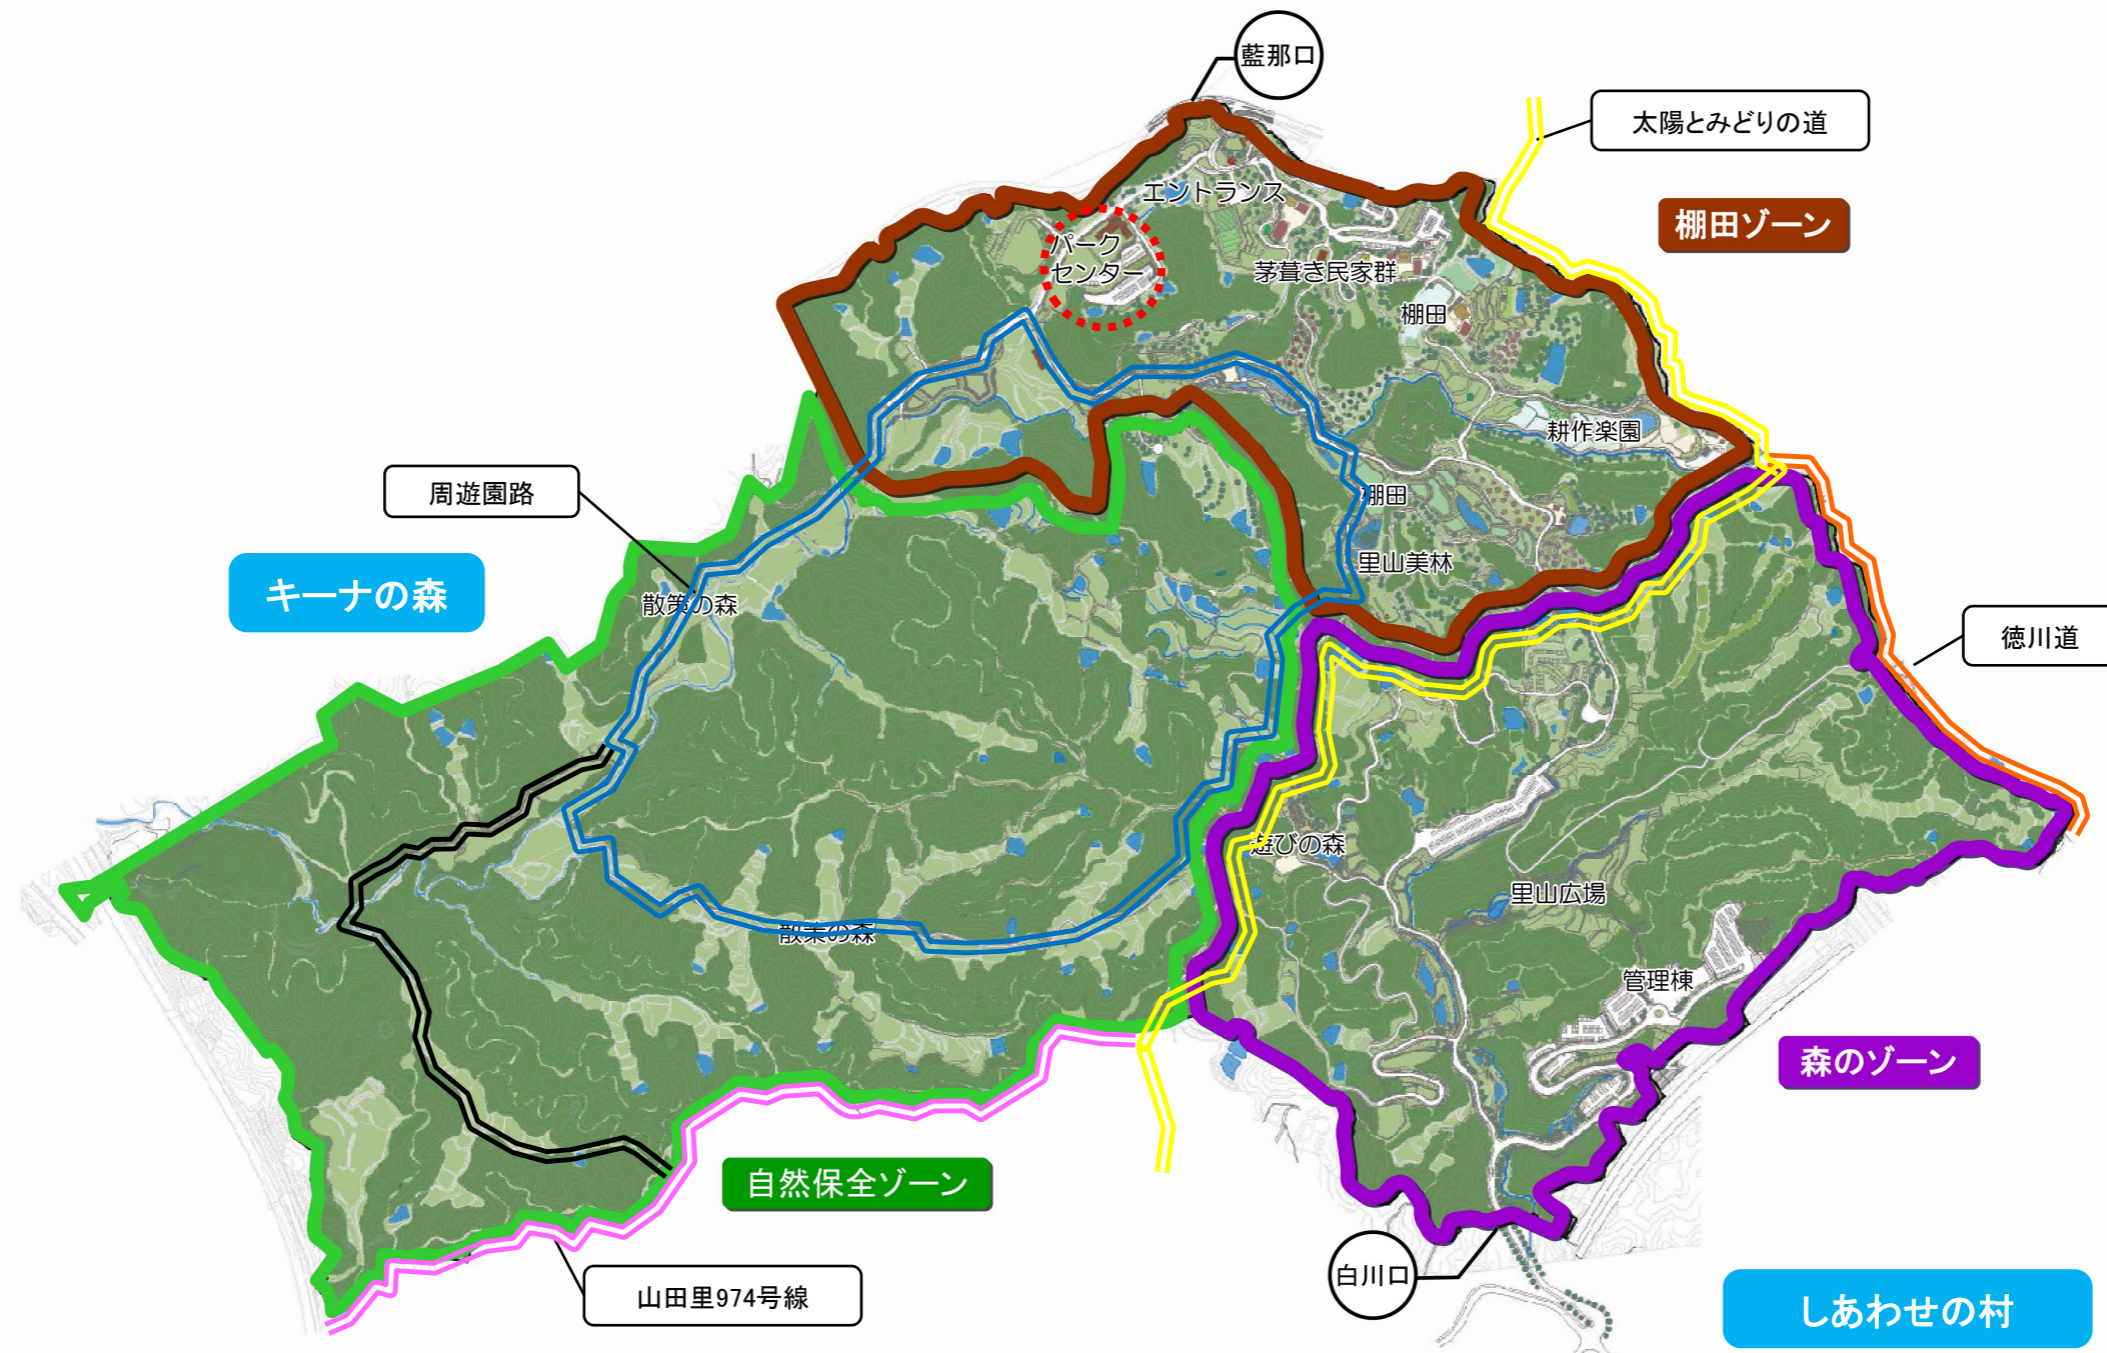 藍那口
太陽とみどりの道
棚田ゾーン
エントランス
パーク
センター
茅葺き民家群
棚田
耕作楽園
周遊園路
棚田
キーナの森
里山美林
散策の森
徳川道
遊びの森
里山広場
散策の森
管理棟
森のゾーン
自然保全ゾーン
白川口
山田里974号線
しあわせの村